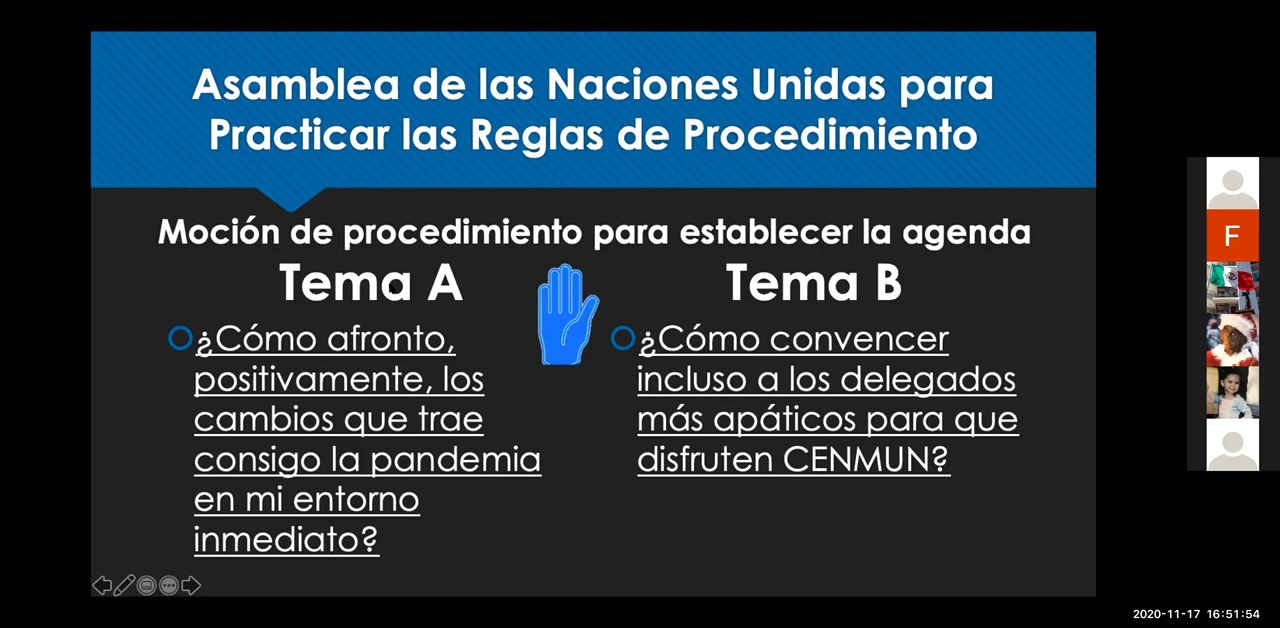 Asamblea de las Naciones Unidas para
Practicar las Reglas de Procedimiento
Moción de procedimiento para establecer la agenda
Tema A
¿Cómo afronto,
positivamente, los
cambios que trae
consigo la pandemia
en mi entorno
inmediato?
Tema B
¿Cómo convencer
incluso a los delegados
más apáticos para que
disfruten CENMUN?
F
2020-11-17 16:51:54